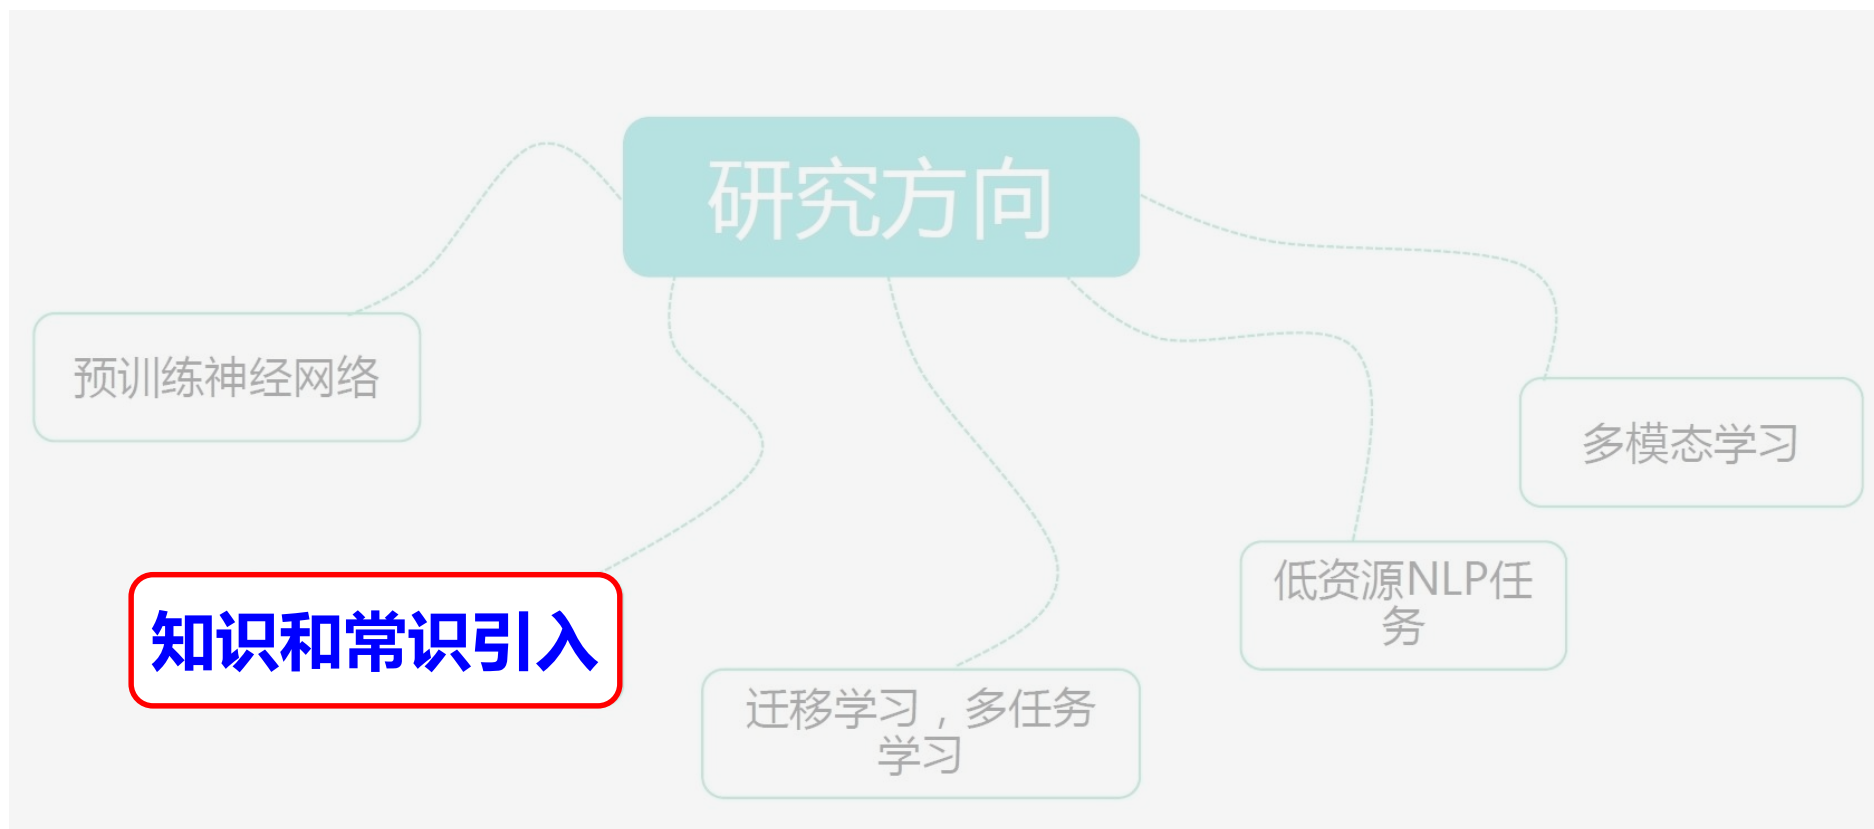 研究方向
预训练神经网络
知识和常识引入
迁移学习，多任务
学习
低资源NLP任
务
多模态学习